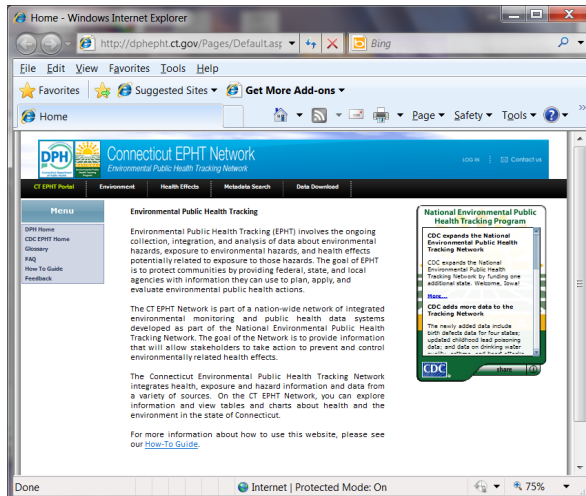 Home - Windows Internet Explorer
http://dphepht.ct.gov/Pages/Default.asp
Bing
File Edit View Favorites Tools Help
Favorites Suggested Sites Get More Add-ons
Home
Page Safety Tools
DPH
Connecticut EPHT Network
Environmental Public Health Tracking Network
LOG IN Contact us
CT EPHT Portal Environment Health Effects Metadata Search Data Download
Menu
DPH Home
CDC EPHT Home
Glossary
FAQ
How To Guide
Feedback
Environmental Public Health Tracking
Environmental Public Health Tracking (EPHT) involves the ongoing
collection, integration, and analysis of data about environmental
hazards, exposure to environmental hazards, and health effects
potentially related to exposure to those hazards. The goal of EPHT
is to protect communities by providing federal, state, and local
agencies with information they can use to plan, apply, and
evaluate environmental public health actions.
The CT EPHT Network is part of a nation-wide network of integrated
environmental monitoring and public health data systems
developed as part of the National Environmental Public Health
Tracking Network. The goal of the Network is to provide information
that will allow stakeholders to take action to prevent and control
environmentally related health effects.
The Connecticut Environmental Public Health Tracking Network
integrates health, exposure and hazard information and data from
a variety of sources. On the CT EPHT Network, you can explore
information and view tables and charts about health and the
environment in the state of Connecticut.
For more information about how to use this website, please see
our How-To Guide.
National Environmental Public
Health Tracking Program
CDC expands the National
Environmental Public Health
Tracking Network
CDC expands the National
Environmental Public Health
Tracking Network by funding one
additional state. Welcome, Iowa!
More...
CDC adds more data to the
Tracking Network
The newly added data include
birth defects data for four states;
updated childhood lead poisoning
data; and data on drinking water
CDC share
Done
Internet | Protected Mode: On
75%